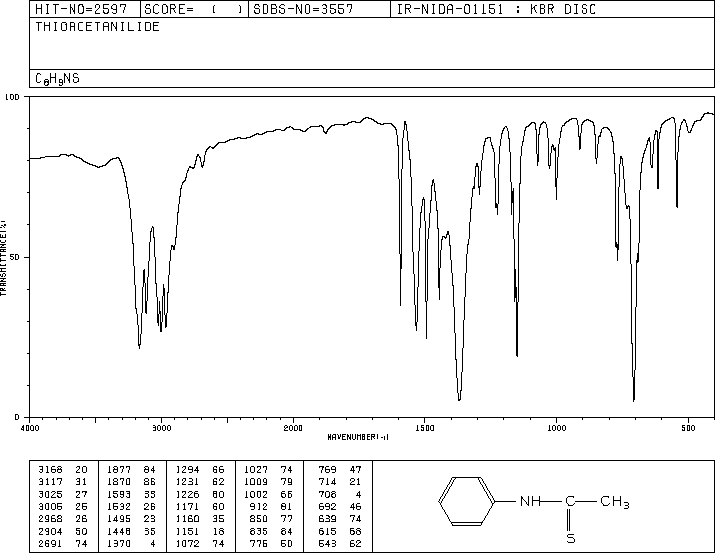 HIT-NO=2597 SCORE= ( ) SDBS-NO=3557 IR-NIDA-01151 : KBR DISC
THIOACETANILIDE
C8H9NS
100
TRANSMITTANCE(%)
50
0
4000 3000 2000 1500 1000 500
WAVENUMBER(-1)
3168 20 1877 84 1294 66 1027 74 769 47
3117 31 1870 86 1231 62 1009 79 714 21
3025 27 1593 33 1226 60 1002 66 708 4
3005 26 1532 26 1171 60 912 81 692 46
2968 26 1495 23 1160 35 850 77 639 74
2904 50 1448 35 1151 18 835 84 615 68
2691 74 1370 4 1072 74 776 50 543 62
NH C CH3
S